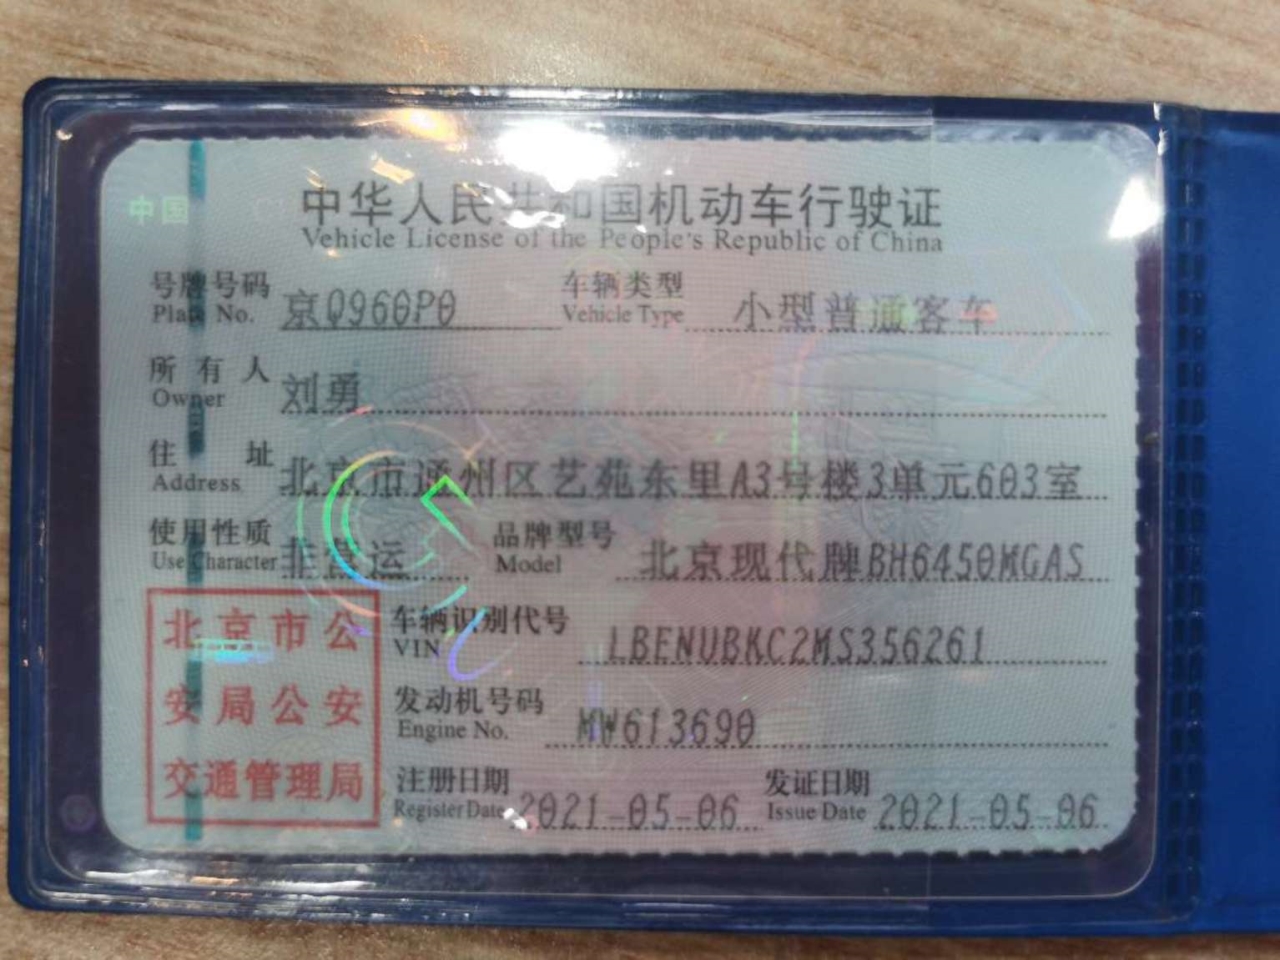 中国
中华人民共和国机动车行驶证
Vehicle License of the People's Republic of China
号牌号码 京Q960P0 车辆类型 小型普通客车
Plate No. Vehicle Type
所有人 刘勇
Owner
住址 北京市通州区艺苑东里A3号楼3单元603室
Address
使用性质 非营运 品牌型号 北京现代牌BH6450MGAS
Use Character Model
北京市公
安局公安
交通管理局
车辆识别代号 LBENUBKC2MS356261
VIN
发动机号码 MW613690
Engine No.
注册日期 2021-05-06 发证日期 2021-05-06
Register Date Issue Date